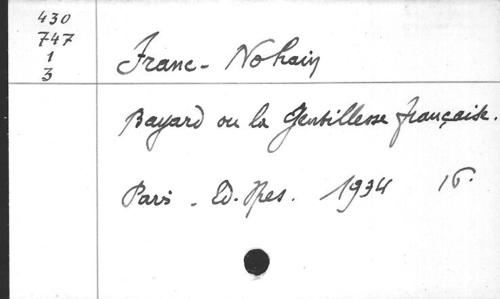 430
747
1
3
Franc-Nohain
Bayard ou la Gentillesse française.
Paris. Ed. Spes. 1934 16.